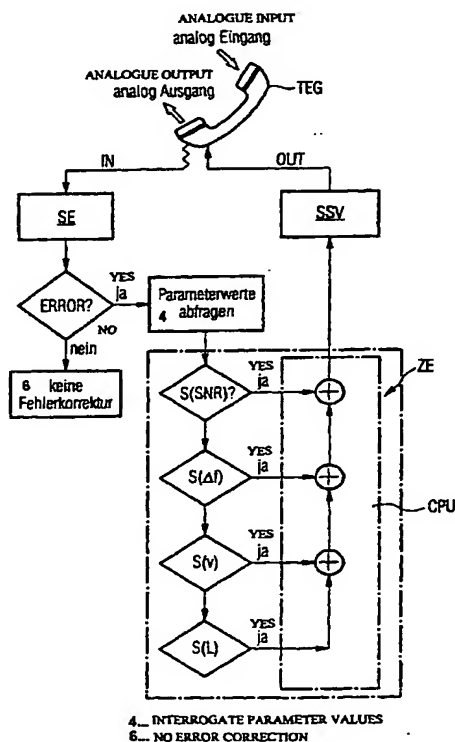 ANALOGUE INPUT
analog Eingang
ANALOGUE OUTPUT
analog Ausgang
TEG
IN
OUT
SE
SSV
ERROR?
YES
ja
Parameterwerte
4 abfragen
NO
nein
6 keine
Fehlerkorrektur
ZE
S(SNR)?
YES
ja
S(Δf)
YES
ja
CPU
S(v)
YES
ja
S(L)
YES
ja
4... INTERROGATE PARAMETER VALUES
6... NO ERROR CORRECTION